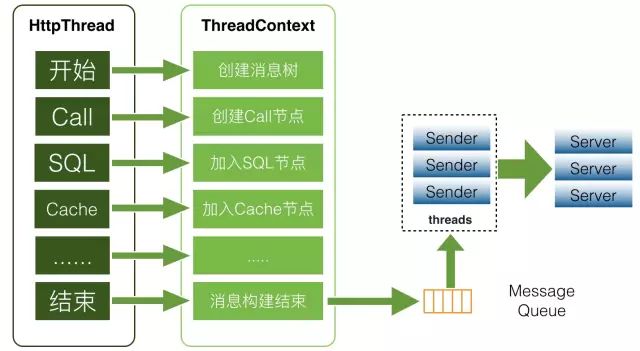 HttpThread
ThreadContext
开始
创建消息树
Call
创建Call节点
SQL
加入SQL节点
Cache
加入Cache节点
......
.....
结束
消息构建结束
Sender
Sender
Sender
threads
Server
Server
Server
Message
Queue